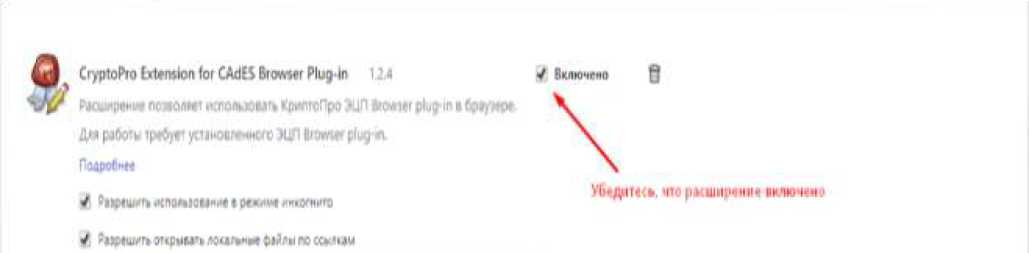 CryptoPro Extension for CAdES Browser Plug-in 1.2.4 Включено
Расширение позволяет использовать КриптоПро ЭЦП Browser plug-in в браузере.
Для работы требует установленного ЭЦП Browser plug-in.
Подробнее
Убедитесь, что расширение включено
Разрешить использование в режиме инкогнито
Разрешить открывать локальные файлы по ссылкам